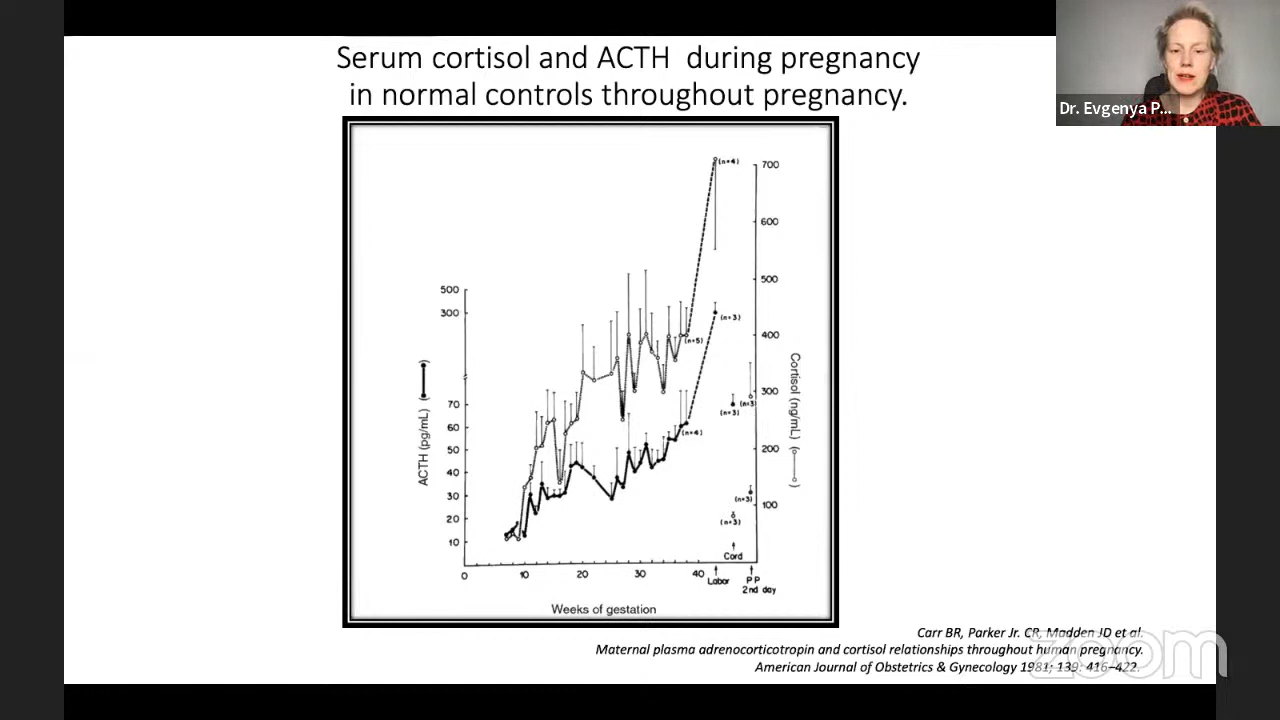 Serum cortisol and ACTH  during pregnancy
in normal controls throughout pregnancy.
Dr. Evgenya P...
700
600
500
400
300
200
100
500
300
70
60
50
40
30
20
10
ACTH (pg/mL)
Cortisol (ng/mL)
(n=4)
(n=3)
(n=5)
(n=4)
(n=3)
(n=3)
(n=3)
(n=3)
0
10
20
30
40
Labor
Cord
PP
2nd day
Weeks of gestation
Carr BR, Parker Jr. CR, Madden JD et al.
Maternal plasma adrenocorticotropin and cortisol relationships throughout human pregnancy.
American Journal of Obstetrics & Gynecology 1981; 139: 416–422.
zoom